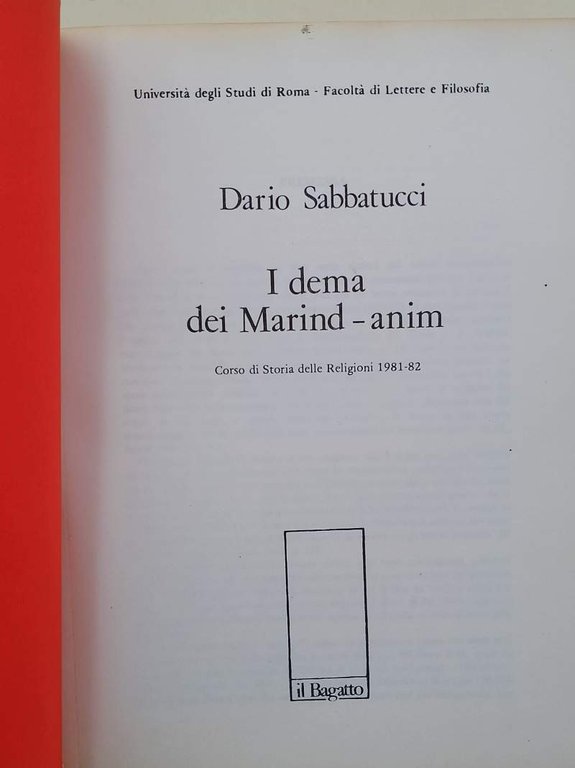 Università degli Studi di Roma - Facoltà di Lettere e Filosofia
Dario Sabbatucci
I dema
dei Marind - anim
Corso di Storia delle Religioni 1981-82
il Bagatto